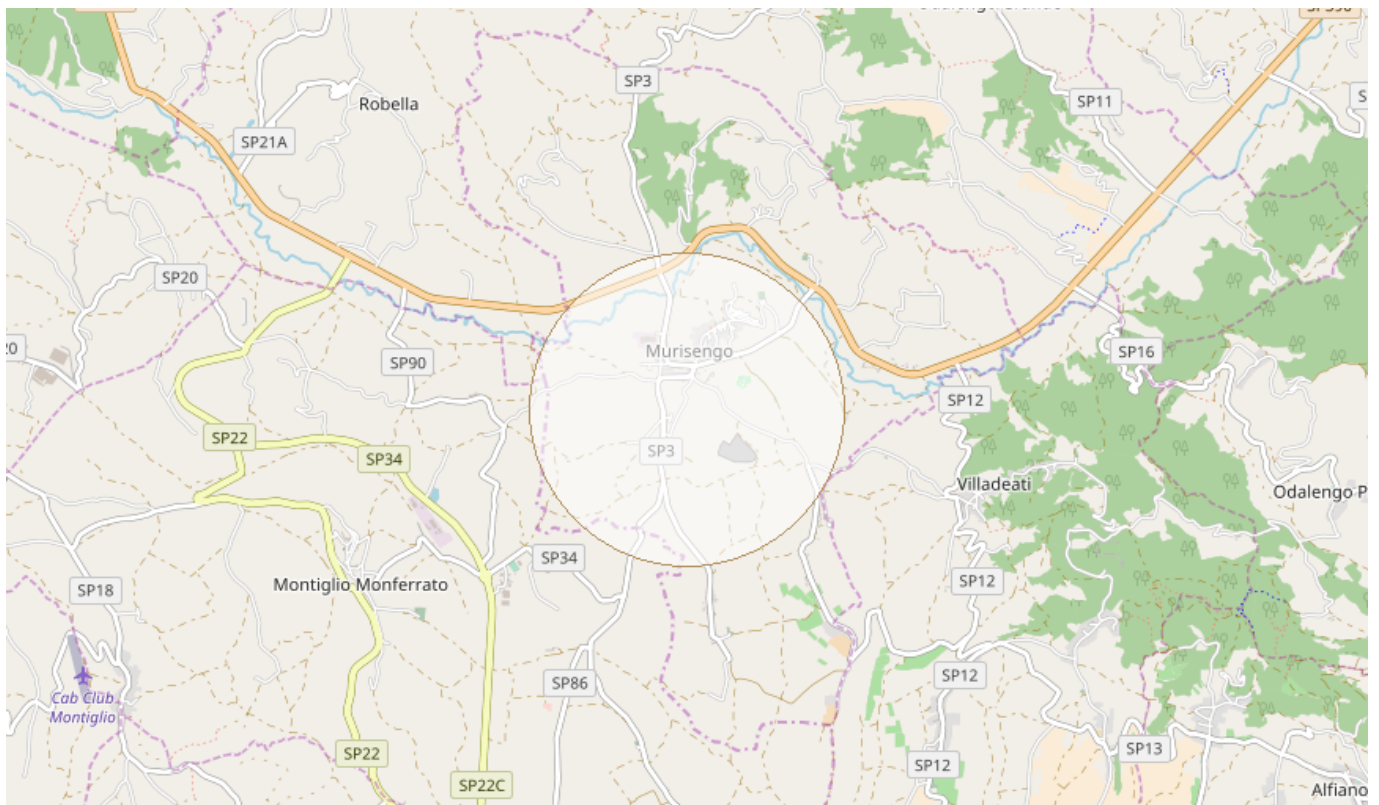 SP3
SP11
Robella
SP21A
SP20
20
SP90
Murisengo
SP16
SP12
SP22
SP34
SP3
Villadeati
Odalengo P
SP34
SP12
Montiglio Monferrato
SP18
SP12
SP86
Cab Club
Montiglio
SP22
SP13
SP12
SP22C
Alfiano